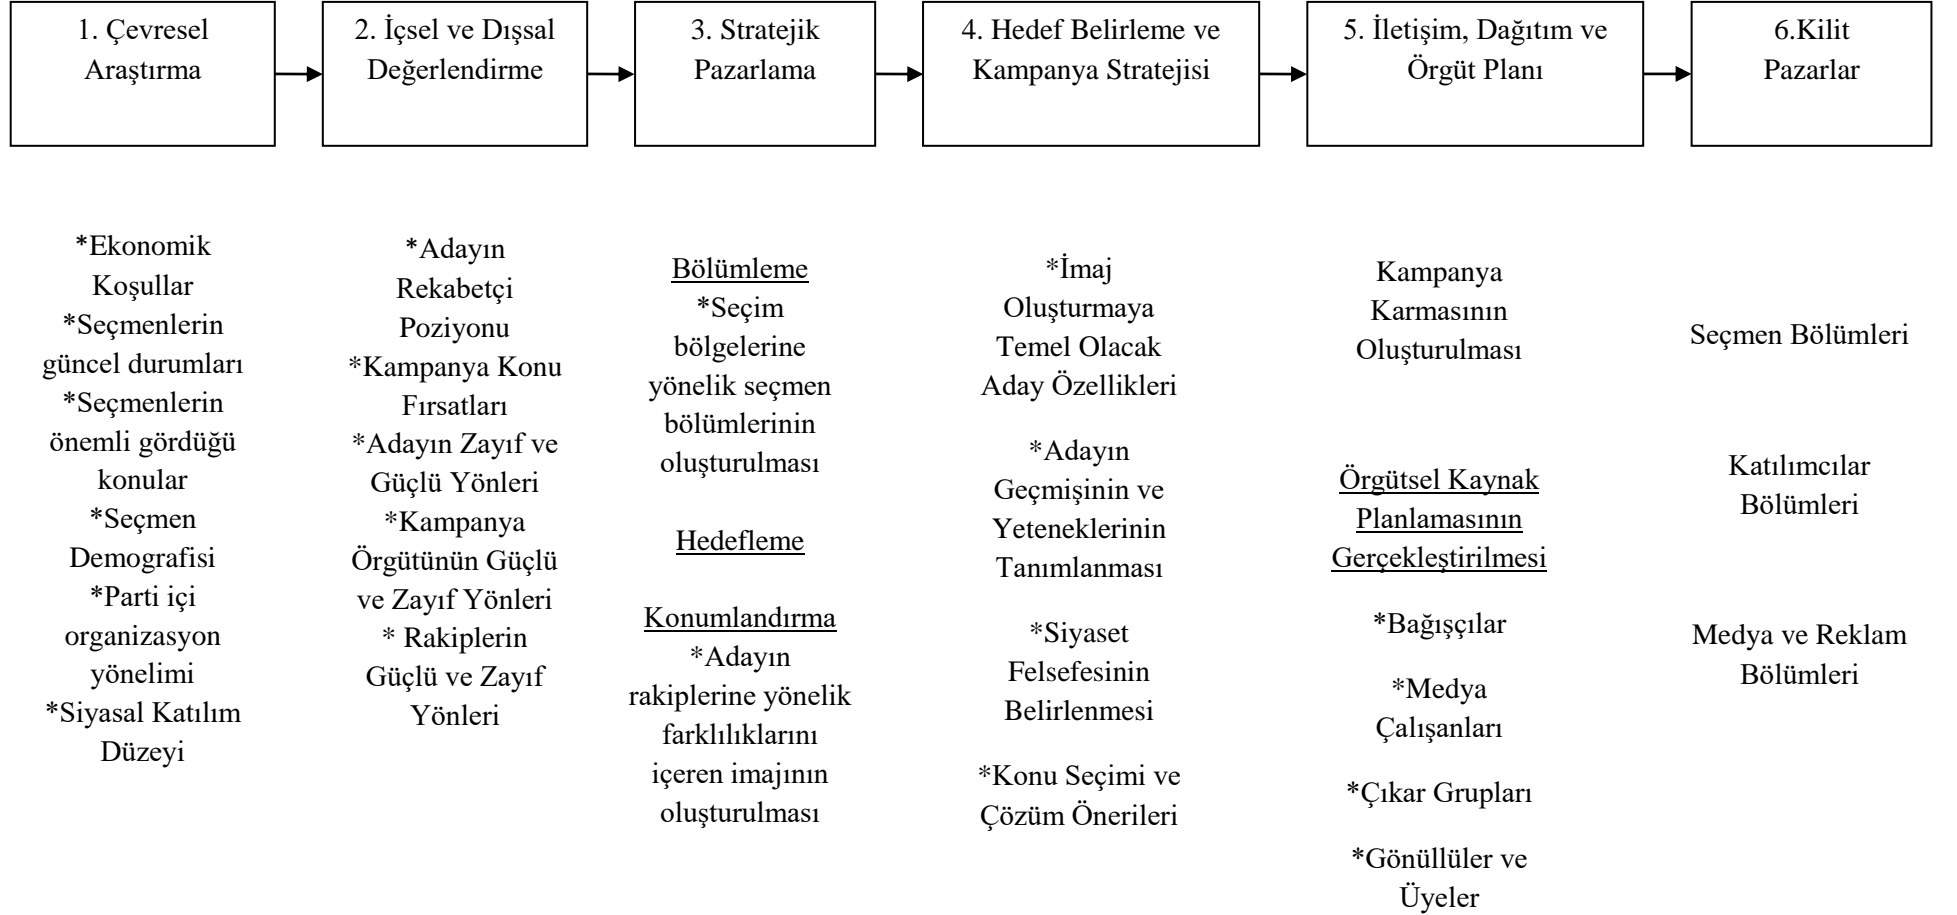 1. Çevresel
Araştırma
2. İçsel ve Dışsal
Değerlendirme
3. Stratejik
Pazarlama
4. Hedef Belirleme ve
Kampanya Stratejisi
5. İletişim, Dağıtım ve
Örgüt Planı
6.Kilit
Pazarlar
*Ekonomik
Koşullar
*Seçmenlerin
güncel durumları
*Seçmenlerin
önemli gördüğü
konular
*Seçmen
Demografisi
*Parti içi
organizasyon
yönelimi
*Siyasal Katılım
Düzeyi
*Adayın
Rekabetçi
Poziyonu
*Kampanya Konu
Fırsatları
*Adayın Zayıf ve
Güçlü Yönleri
*Kampanya
Örgütünün Güçlü
ve Zayıf Yönleri
* Rakiplerin
Güçlü ve Zayıf
Yönleri
Bölümleme
*Seçim
bölgelerine
yönelik seçmen
bölümlerinin
oluşturulması
Hedefleme
Konumlandırma
*Adayın
rakiplerine yönelik
farklılıklarını
içeren imajının
oluşturulması
*İmaj
Oluşturmaya
Temel Olacak
Aday Özellikleri
*Adayın
Geçmişinin ve
Yeteneklerinin
Tanımlanması
*Siyaset
Felsefesinin
Belirlenmesi
*Konu Seçimi ve
Çözüm Önerileri
Kampanya
Karmasının
Oluşturulması
Örgütsel Kaynak
Planlamasının
Gerçekleştirilmesi
*Bağışçılar
*Medya
Çalışanları
*Çıkar Grupları
*Gönüllüler ve
Üyeler
Seçmen Bölümleri
Katılımcılar
Bölümleri
Medya ve Reklam
Bölümleri